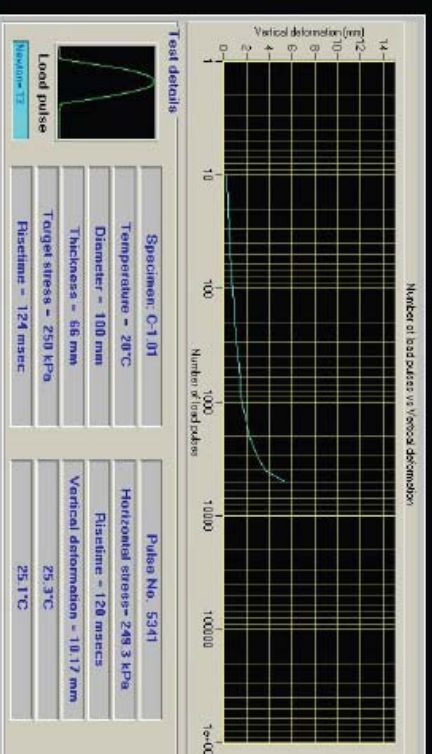 Number of load pulses vs Vertical deformation
Vertical deformation (mm)
14
12
10
8
6
4
2
0
1
10
100
1000
10000
100000
Number of load pulses
Test details
Load pulse
Specimen: C-1.01
Temperature = 20°C
Diameter = 100 mm
Thickness = 66 mm
Target stress = 250 kPa
Risetime = 124 msec
Pulse No. 5341
Horizontal stress= 249.3 kPa
Risetime = 120 msecs
Vertical deformation = 10.17 mm
25.3°C
25.1°C